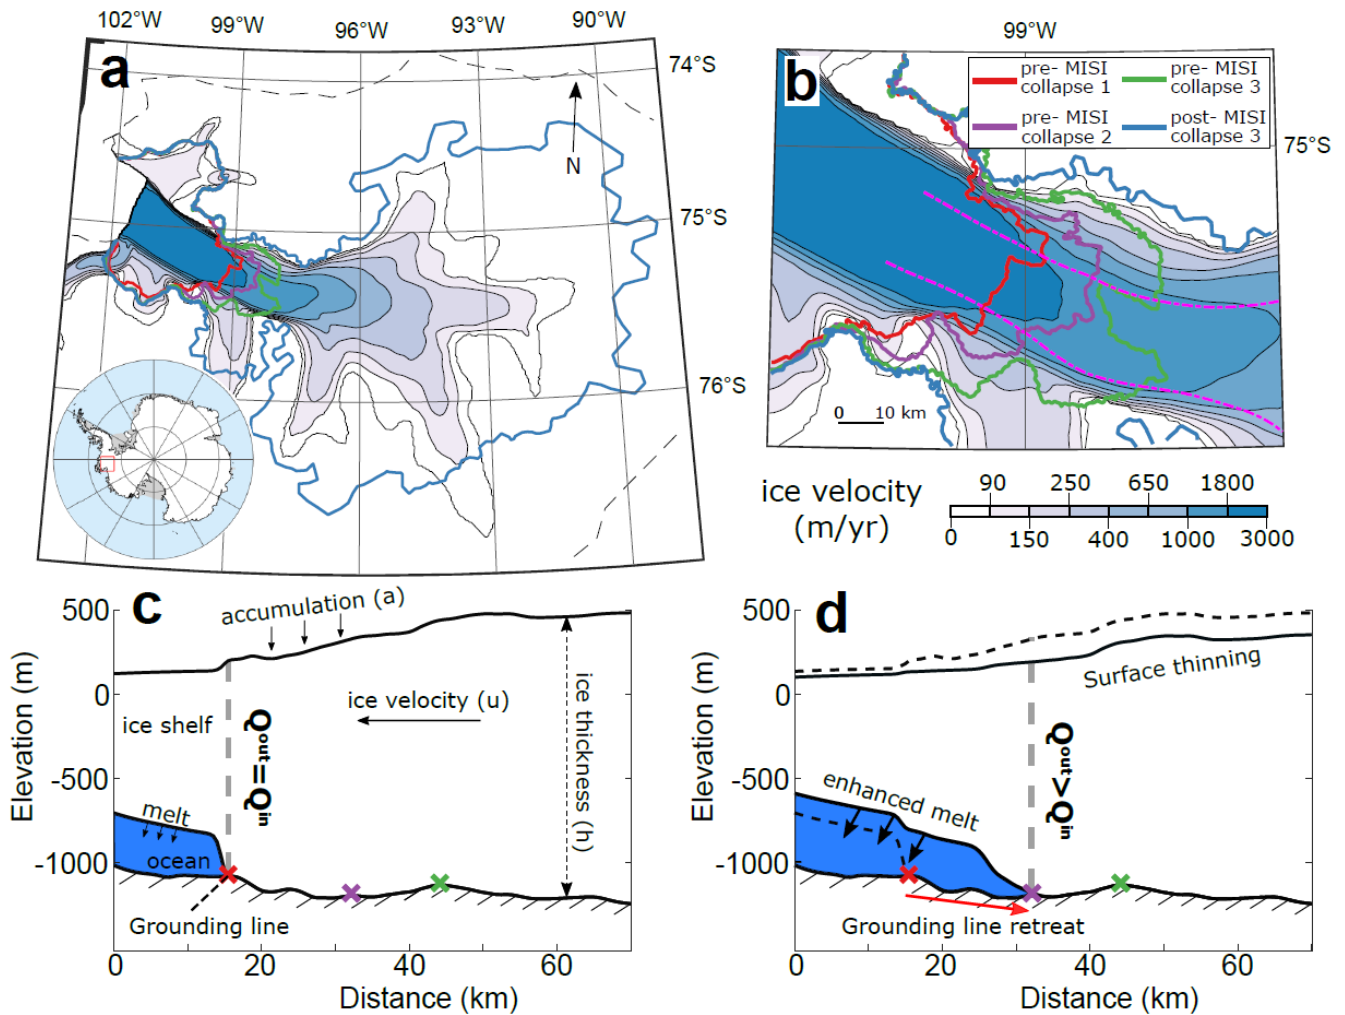 102°W
99°W
96°W
93°W
90°W
a
74°S
75°S
76°S
N
99°W
b
pre- MISI
collapse 1
pre- MISI
collapse 3
pre- MISI
collapse 2
post- MISI
collapse 3
75°S
0 10 km
ice velocity
(m/yr)
90 250 650 1800
0 150 400 1000 3000
c
500
0
-500
-1000
Elevation (m)
accumulation (a)
ice velocity (u)
ice shelf
Qout=Qin
ice thickness (h)
melt
ocean
Grounding line
0 20 40 60
Distance (km)
d
500
0
-500
-1000
Elevation (m)
Surface thinning
Qout>Qin
enhanced melt
Grounding line retreat
0 20 40 60
Distance (km)